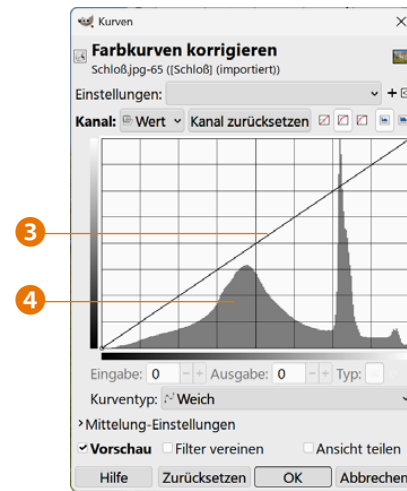 Kurven
Farbkurven korrigieren
Schloß.jpg-65 ([Schloß] (importiert))
Einstellungen:
Kanal: Wert Kanal zurücksetzen
3
4
Eingabe: 0 Ausgabe: 0 Typ:
Kurventyp: Weich
Mittelung-Einstellungen
Vorschau Filter vereinen Ansicht teilen
Hilfe Zurücksetzen OK Abbrechen